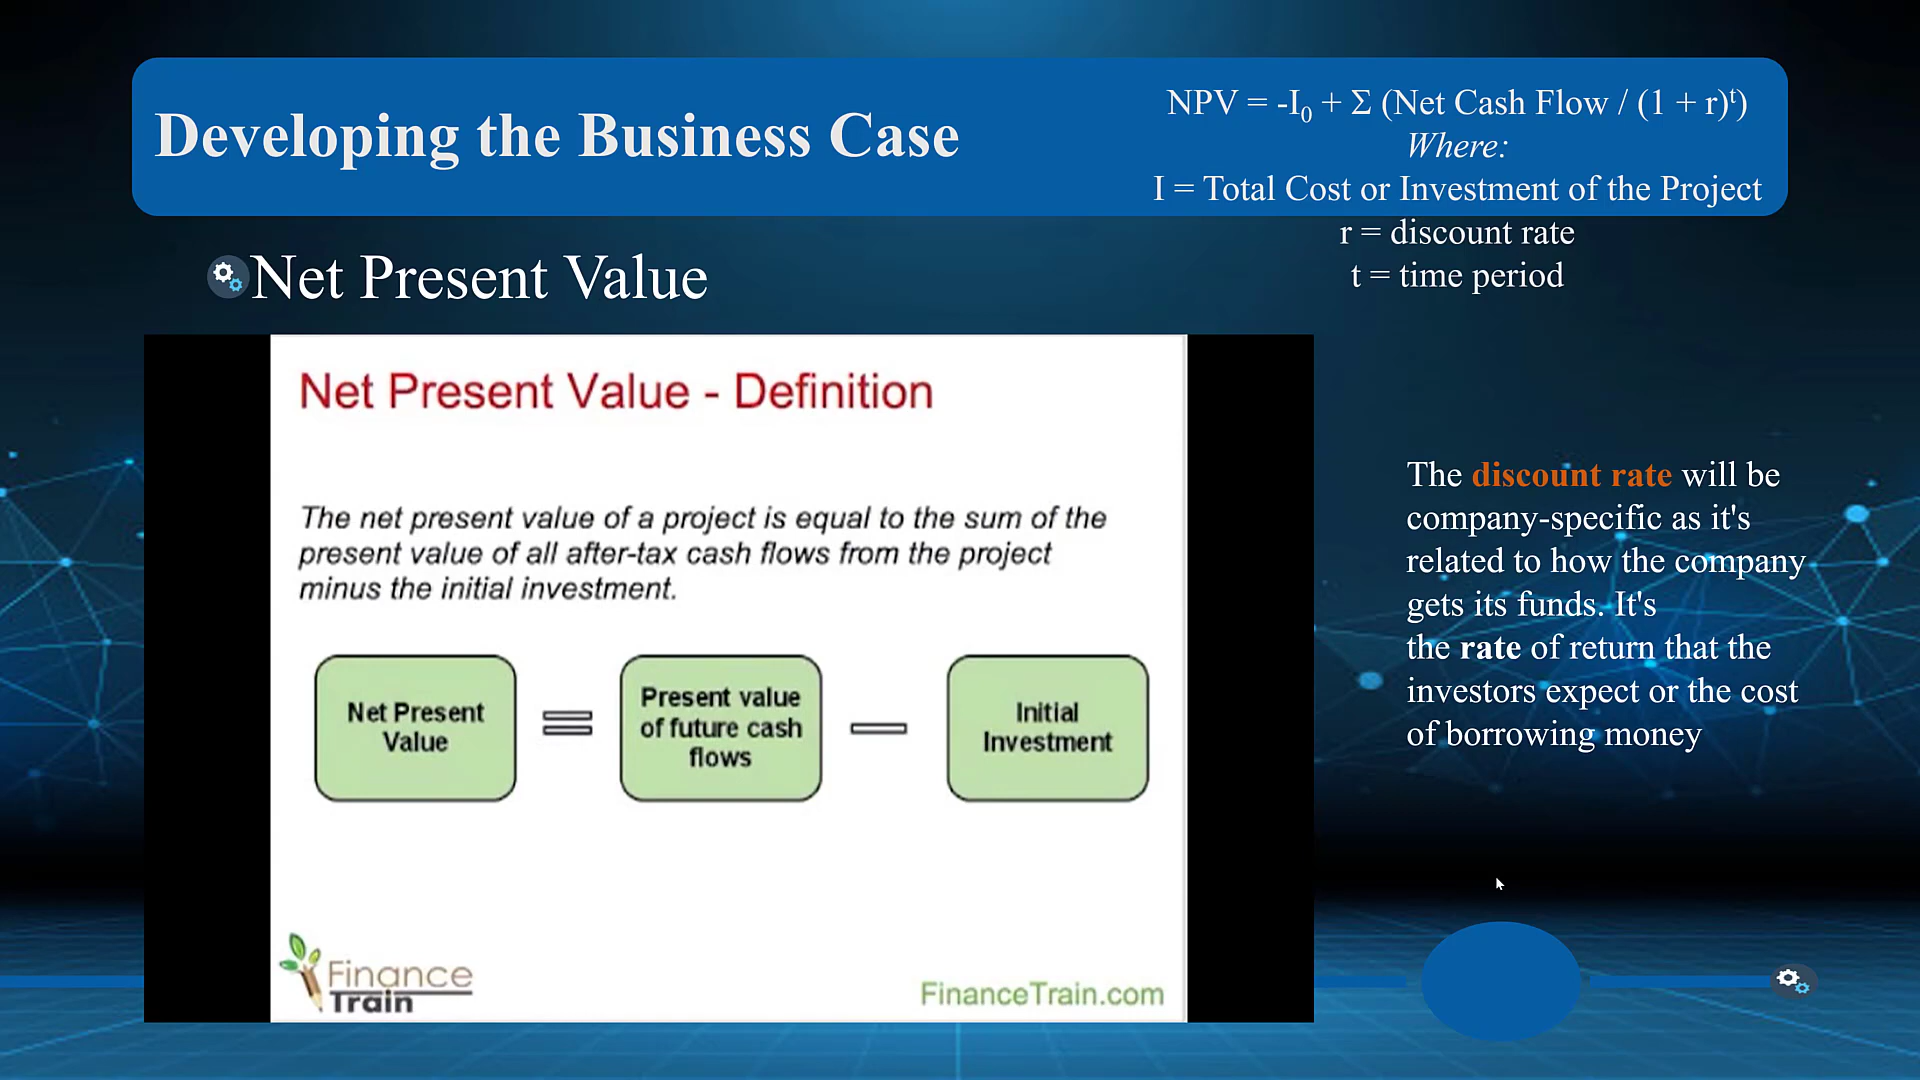 Developing the Business Case
NPV = -I₀ + Σ (Net Cash Flow / (1 + r)ᵗ)
Where:
I = Total Cost or Investment of the Project
r = discount rate
t = time period
Net Present Value
Net Present Value - Definition
The net present value of a project is equal to the sum of the
present value of all after-tax cash flows from the project
minus the initial investment.
Net Present
Value
=
Present value
of future cash
flows
—
Initial
Investment
Finance
Train
FinanceTrain.com
The discount rate will be
company-specific as it's
related to how the company
gets its funds. It's
the rate of return that the
investors expect or the cost
of borrowing money